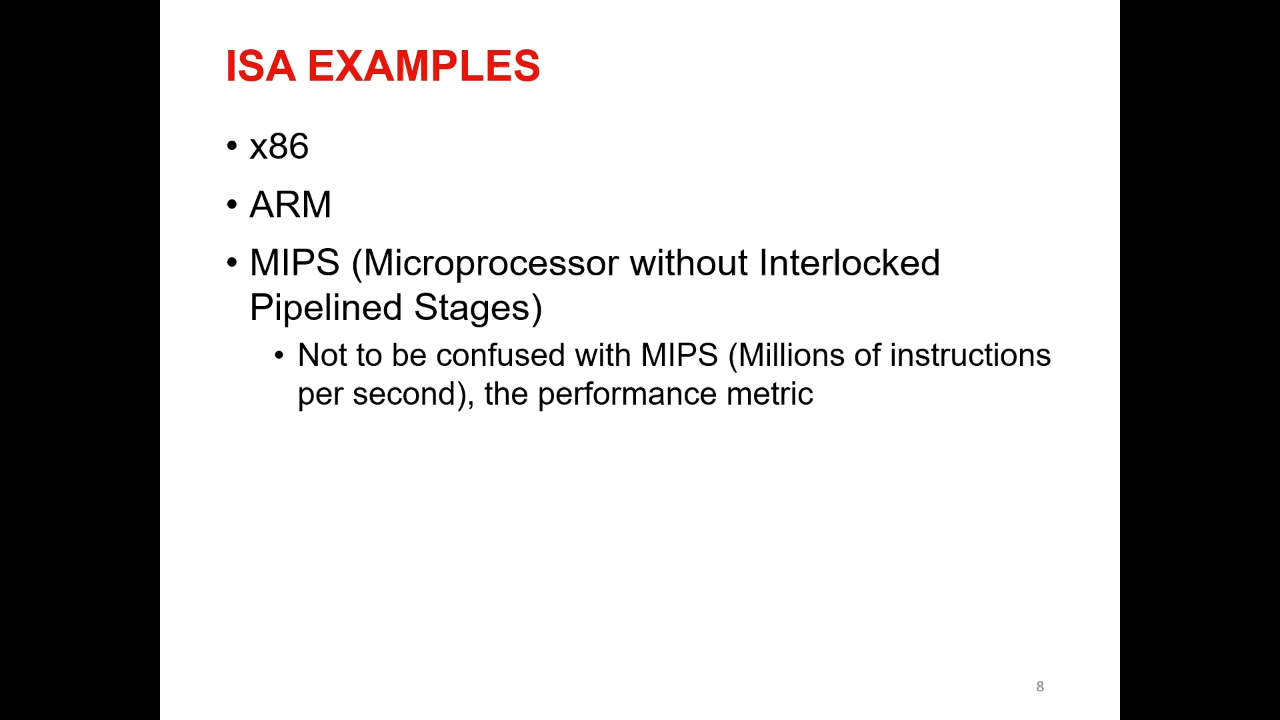 ISA EXAMPLES
• x86
• ARM
• MIPS (Microprocessor without Interlocked
Pipelined Stages)
• Not to be confused with MIPS (Millions of instructions
per second), the performance metric
8